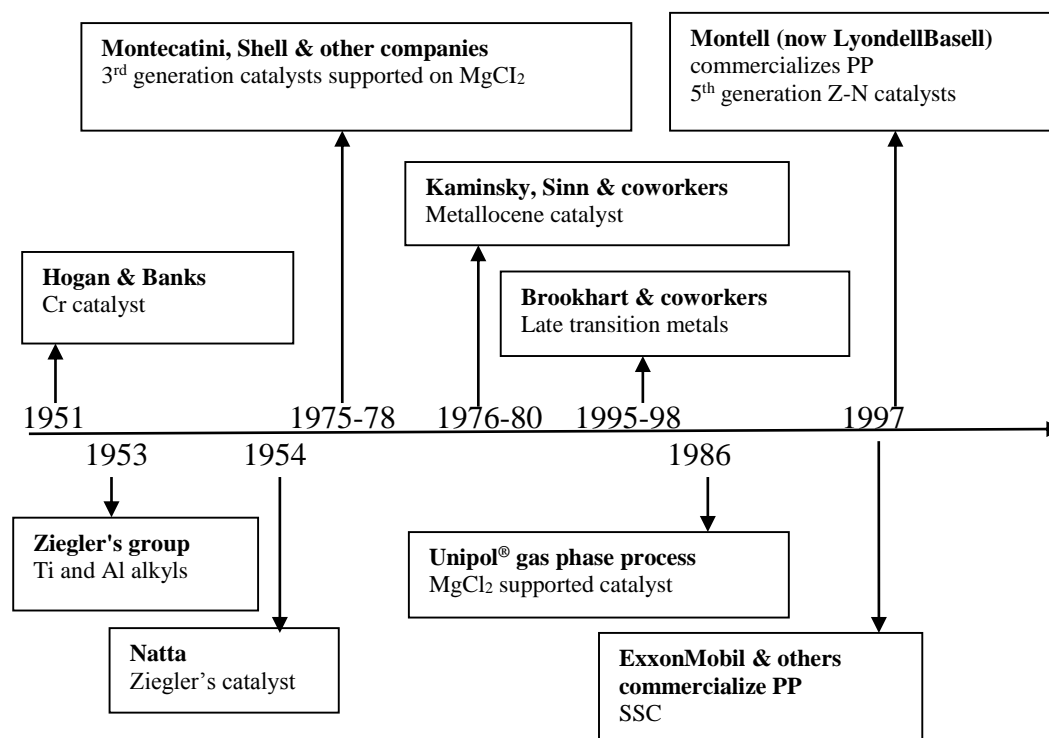 Montecatini, Shell & other companies
3rd generation catalysts supported on MgCI2
Montell (now LyondellBasell)
commercializes PP
5th generation Z-N catalysts
Kaminsky, Sinn & coworkers
Metallocene catalyst
Hogan & Banks
Cr catalyst
Brookhart & coworkers
Late transition metals
1951
1975-78
1976-80
1995-98
1997
1953
1954
1986
Ziegler's group
Ti and Al alkyls
Unipol® gas phase process
MgCl2 supported catalyst
Natta
Ziegler’s catalyst
ExxonMobil & others
commercialize PP
SSC